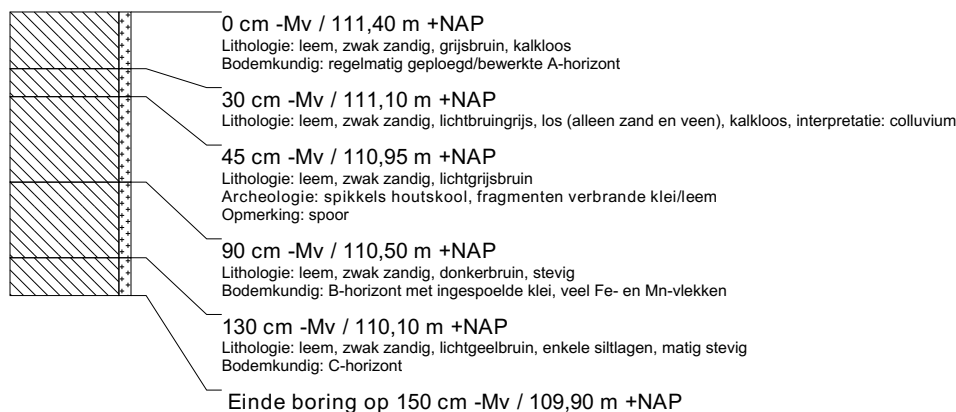 0 cm -Mv / 111,40 m +NAP
Lithologie: leem, zwak zandig, grijsbruin, kalkloos
Bodemkundig: regelmatig geploegd/bewerkte A-horizont
30 cm -Mv / 111,10 m +NAP
Lithologie: leem, zwak zandig, lichtbruingrijs, los (alleen zand en veen), kalkloos, interpretatie: colluvium
45 cm -Mv / 110,95 m +NAP
Lithologie: leem, zwak zandig, lichtgrijsbruin
Archeologie: spikkels houtskool, fragmenten verbrande klei/leem
Opmerking: spoor
90 cm -Mv / 110,50 m +NAP
Lithologie: leem, zwak zandig, donkerbruin, stevig
Bodemkundig: B-horizont met ingespoelde klei, veel Fe- en Mn-vlekken
130 cm -Mv / 110,10 m +NAP
Lithologie: leem, zwak zandig, lichtgeelbruin, enkele siltlagen, matig stevig
Bodemkundig: C-horizont
Einde boring op 150 cm -Mv / 109,90 m +NAP